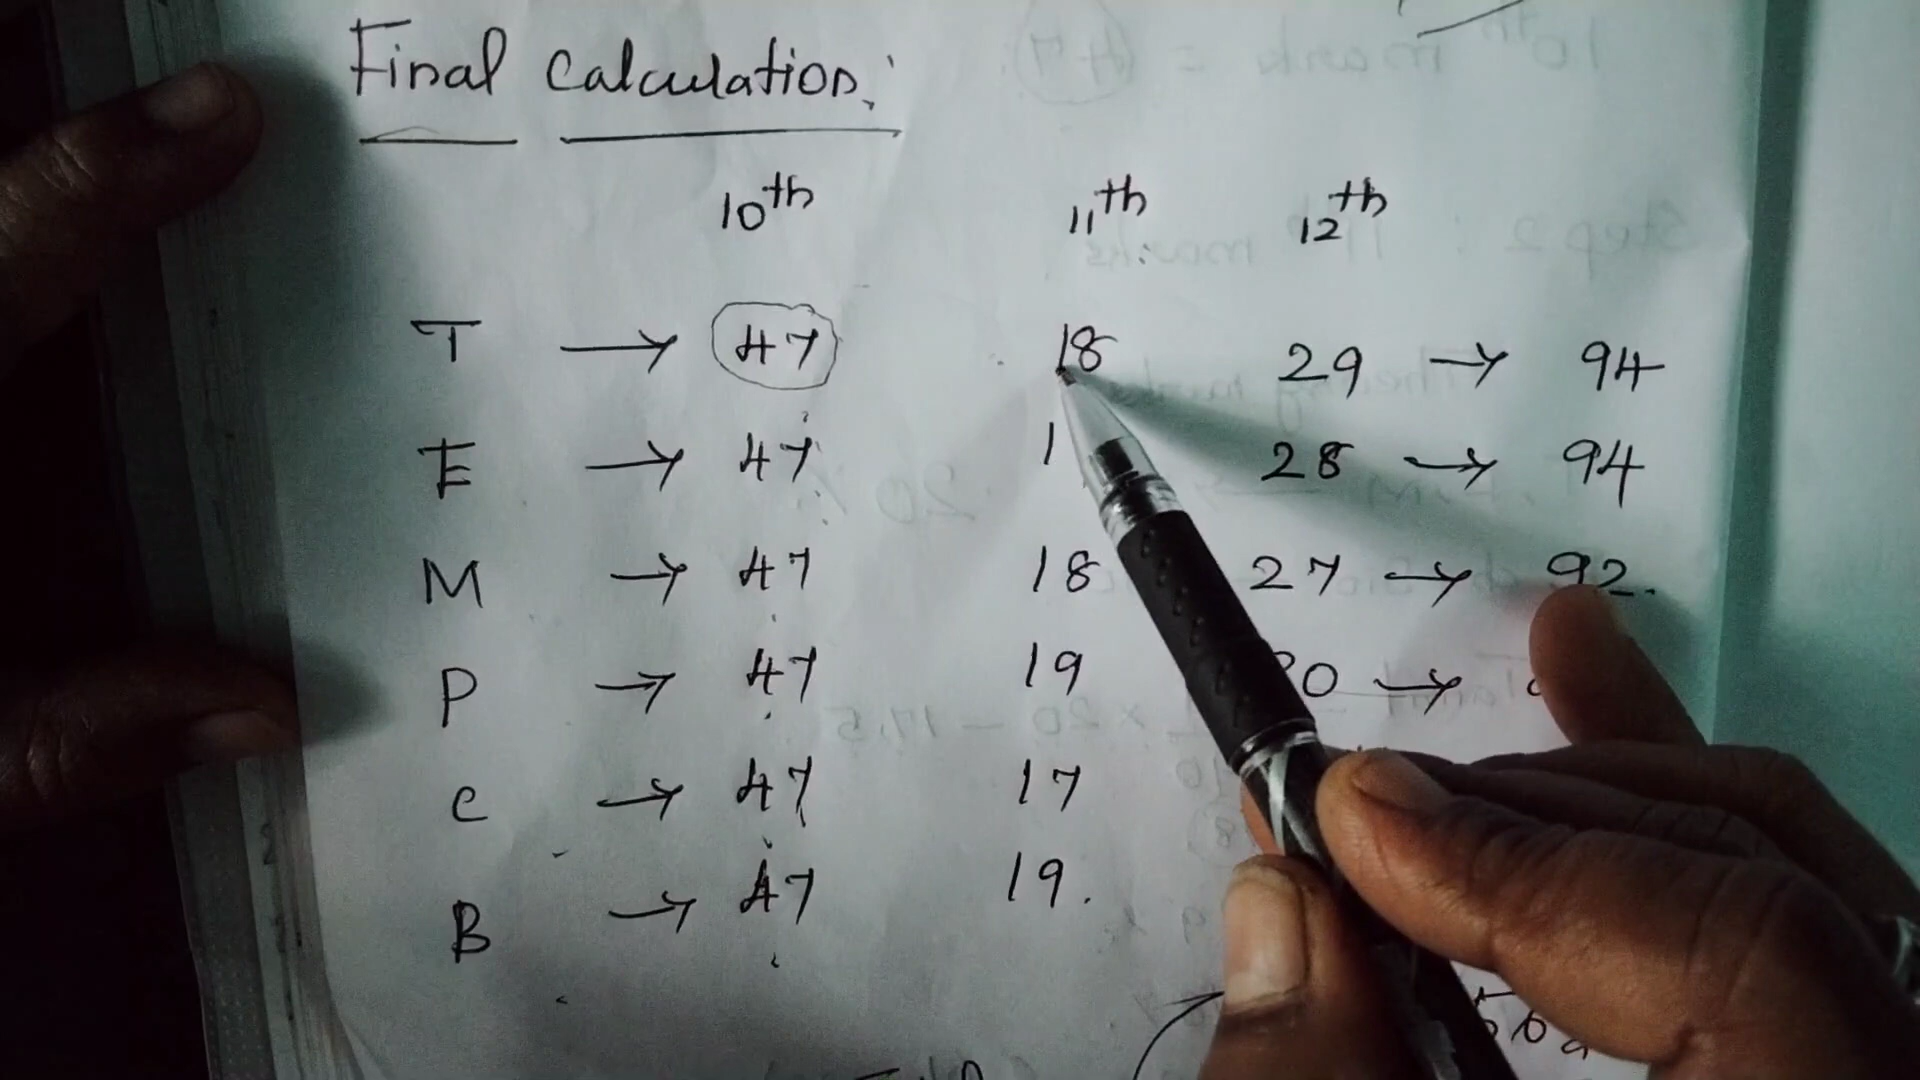 Final Calculation:
10th 11th 12th
T → 47 18 29 → 94
E → 47 1 28 → 94
M → 47 18 27 → 92.
P → 47 19 →
C → 47 17
B → 47 19.